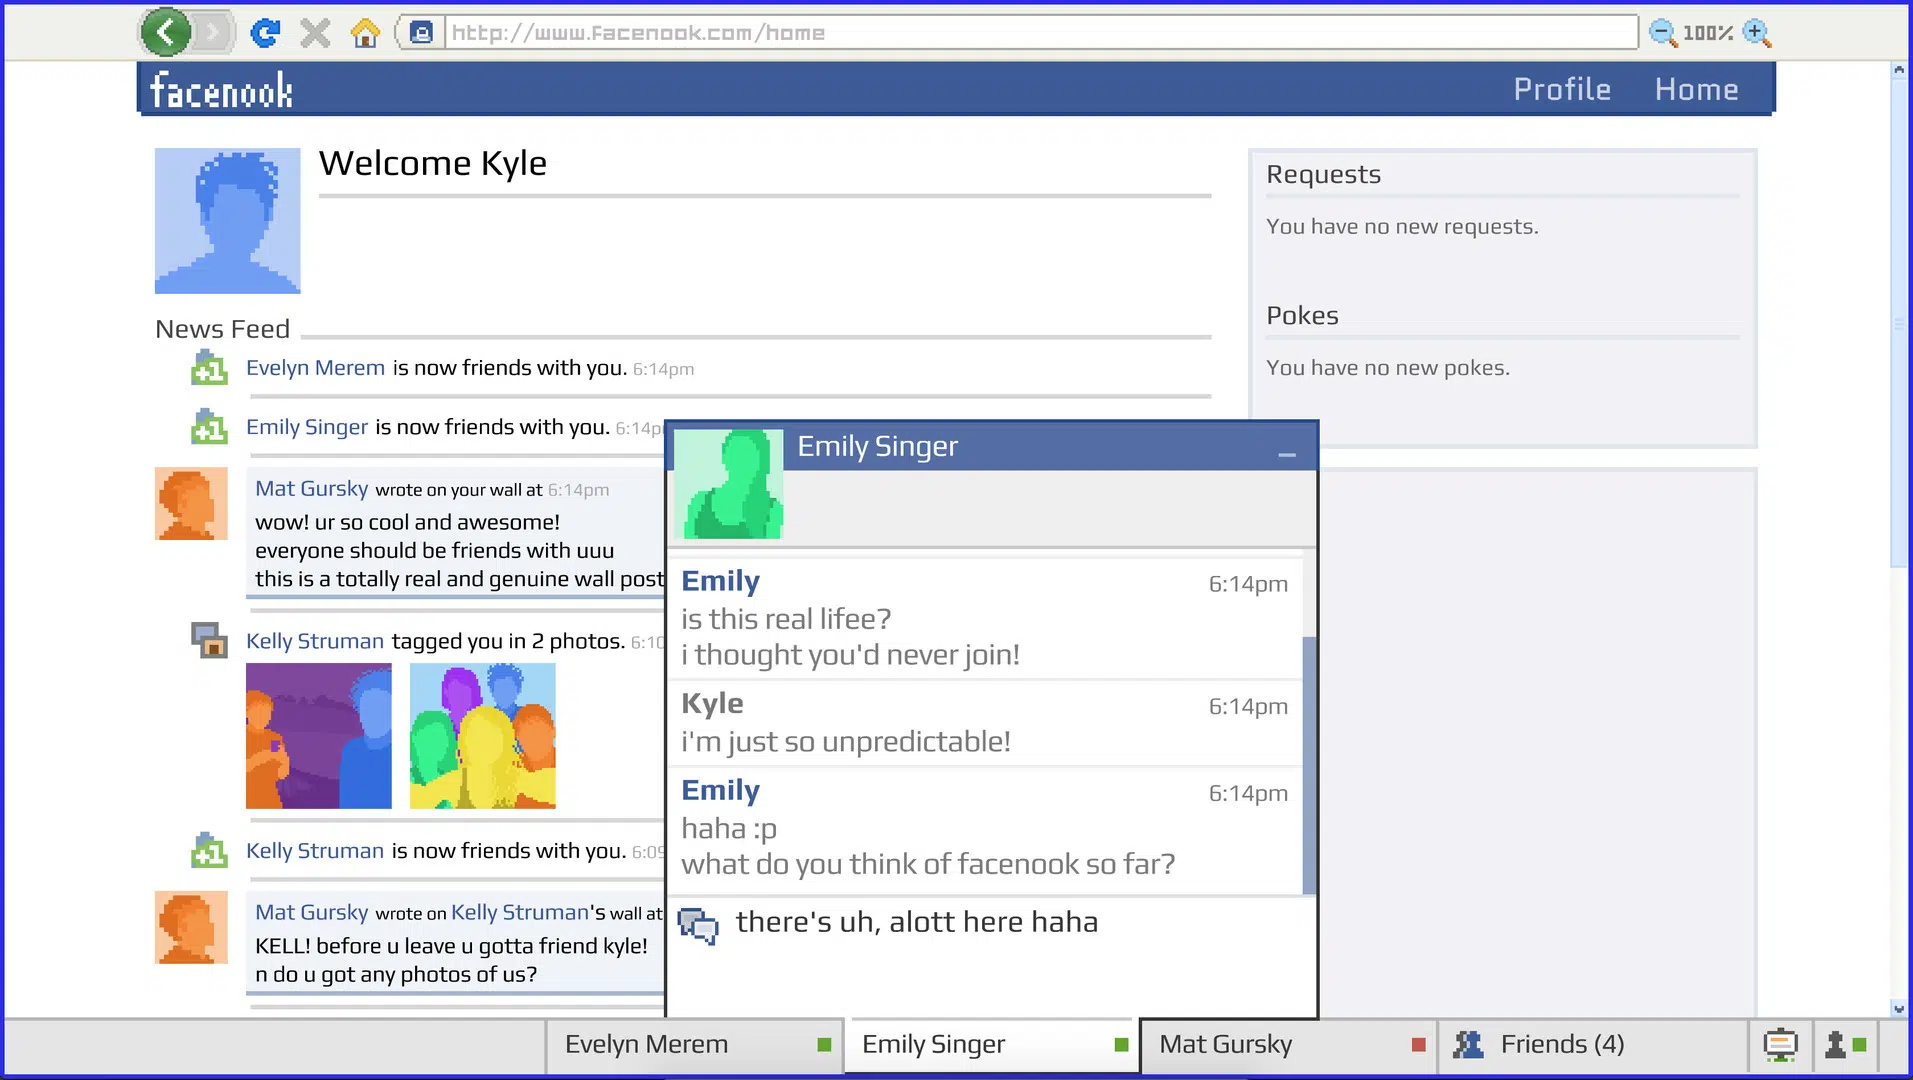 http://www.facenook.com/home
100%
facenook
Profile
Home
Welcome Kyle
Requests
You have no new requests.
Pokes
You have no new pokes.
News Feed
+1 Evelyn Merem is now friends with you. 6:14pm
+1 Emily Singer is now friends with you. 6:14p
Mat Gursky wrote on your wall at 6:14pm
wow! ur so cool and awesome!
everyone should be friends with uuu
this is a totally real and genuine wall post
Kelly Struman tagged you in 2 photos. 6:10
+1 Kelly Struman is now friends with you. 6:09
Mat Gursky wrote on Kelly Struman's wall at
KELL! before u leave u gotta friend kyle!
n do u got any photos of us?
Emily Singer
Emily 6:14pm
is this real lifee?
i thought you'd never join!
Kyle 6:14pm
i'm just so unpredictable!
Emily 6:14pm
haha :p
what do you think of facenook so far?
there's uh, alott here haha
Evelyn Merem
Emily Singer
Mat Gursky
Friends (4)